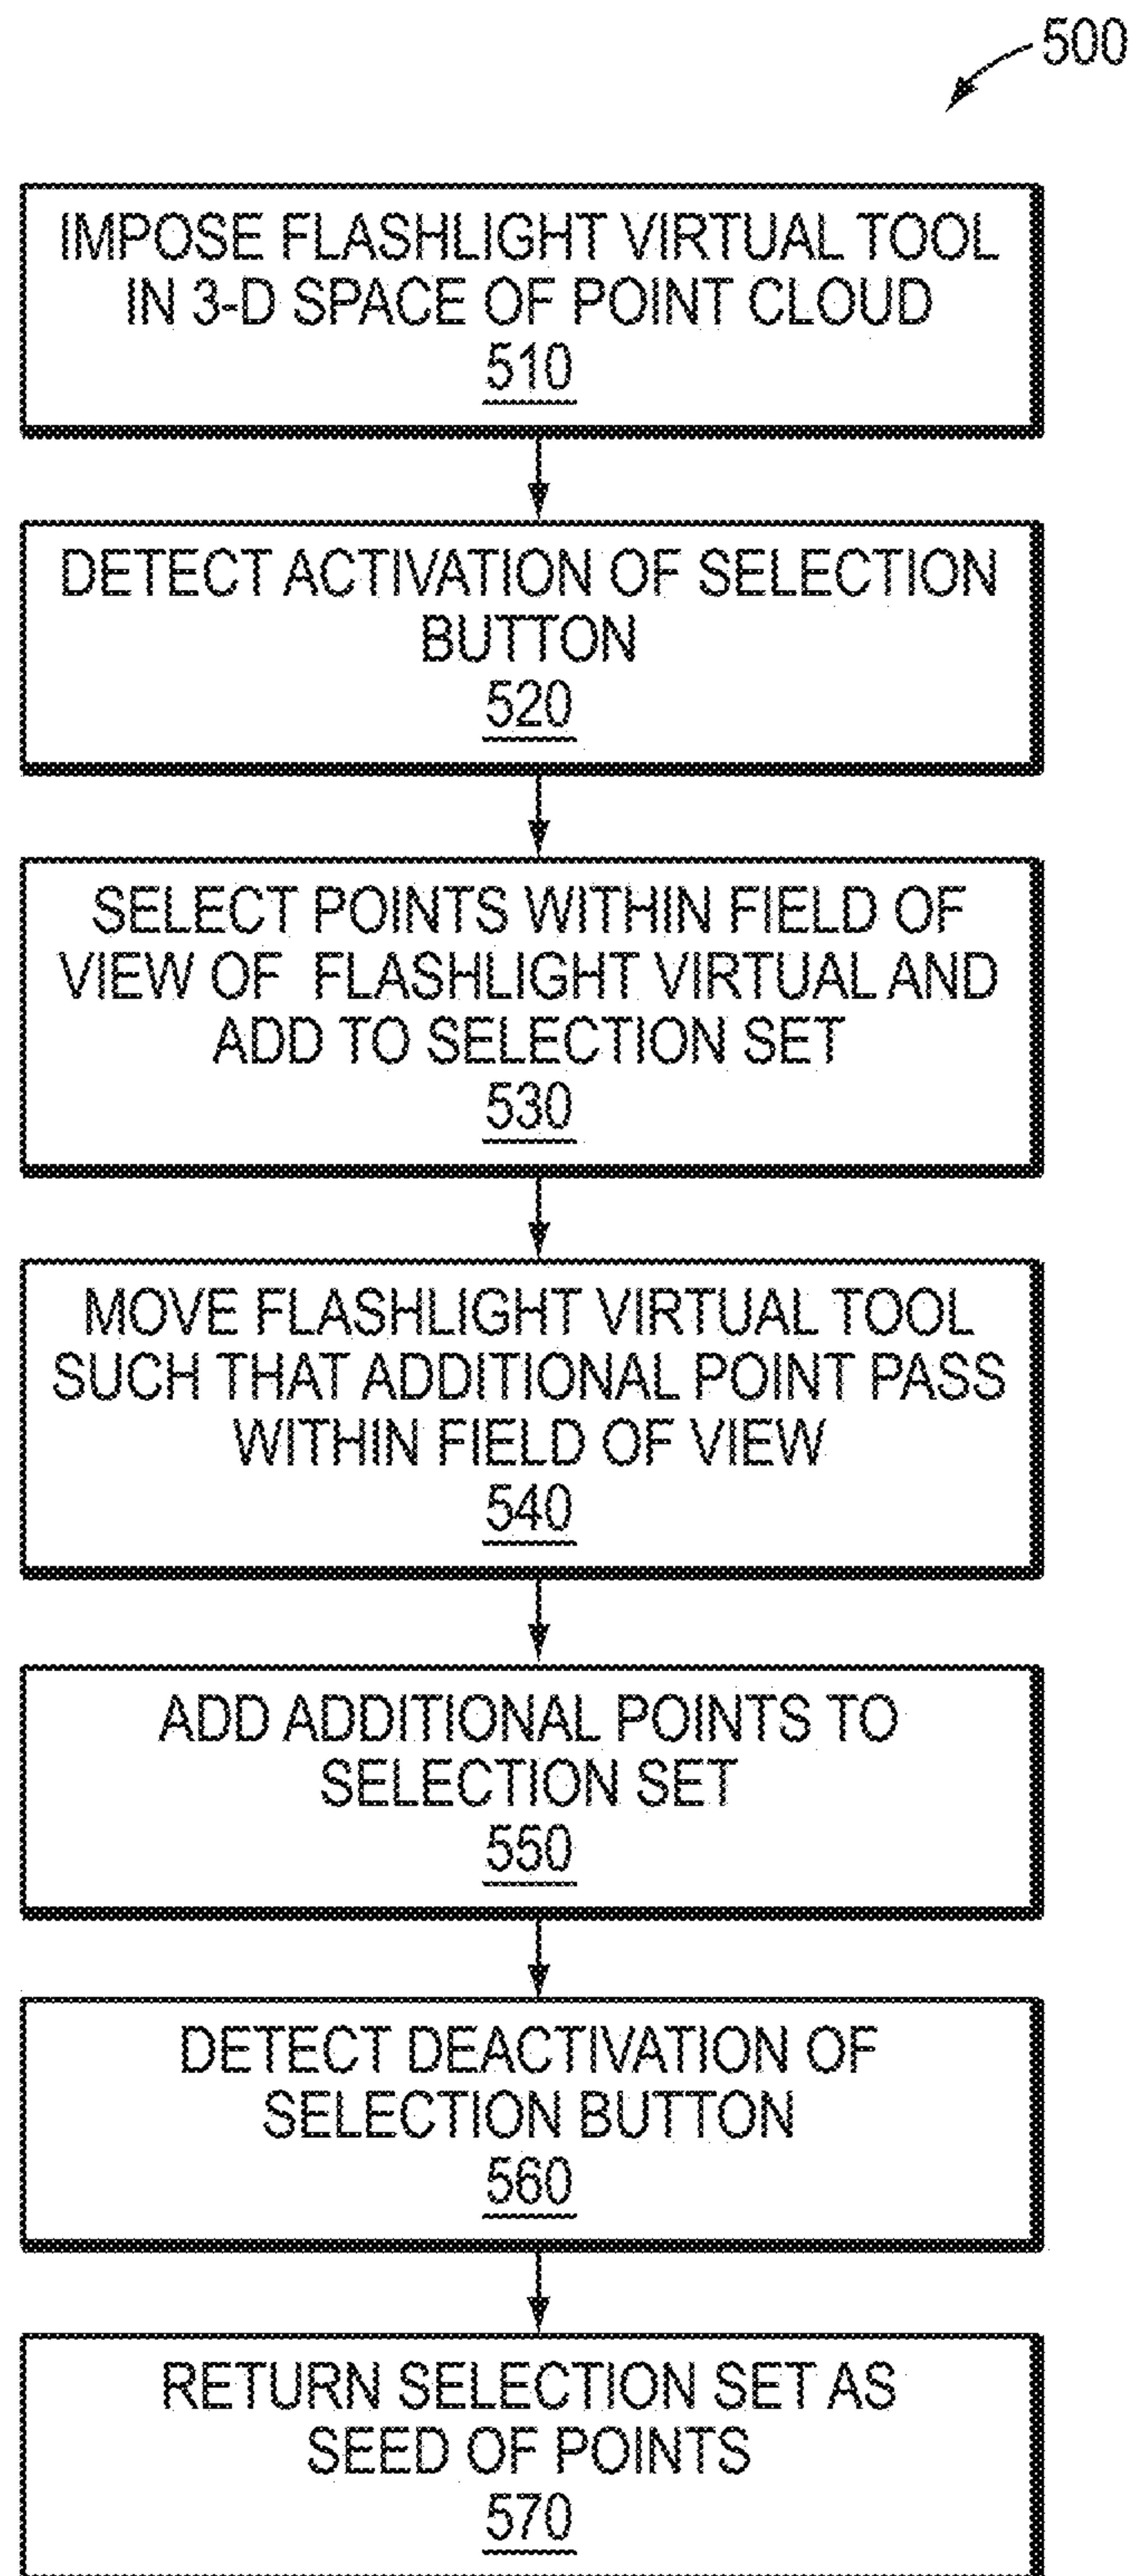 500
IMPOSE FLASHLIGHT VIRTUAL TOOL
IN 3-D SPACE OF POINT CLOUD
510
DETECT ACTIVATION OF SELECTION
BUTTON
520
SELECT POINTS WITHIN FIELD OF
VIEW OF FLASHLIGHT VIRTUAL AND
ADD TO SELECTION SET
530
MOVE FLASHLIGHT VIRTUAL TOOL
SUCH THAT ADDITIONAL POINT PASS
WITHIN FIELD OF VIEW
540
ADD ADDITIONAL POINTS TO
SELECTION SET
550
DETECT DEACTIVATION OF
SELECTION BUTTON
560
RETURN SELECTION SET AS
SEED OF POINTS
570